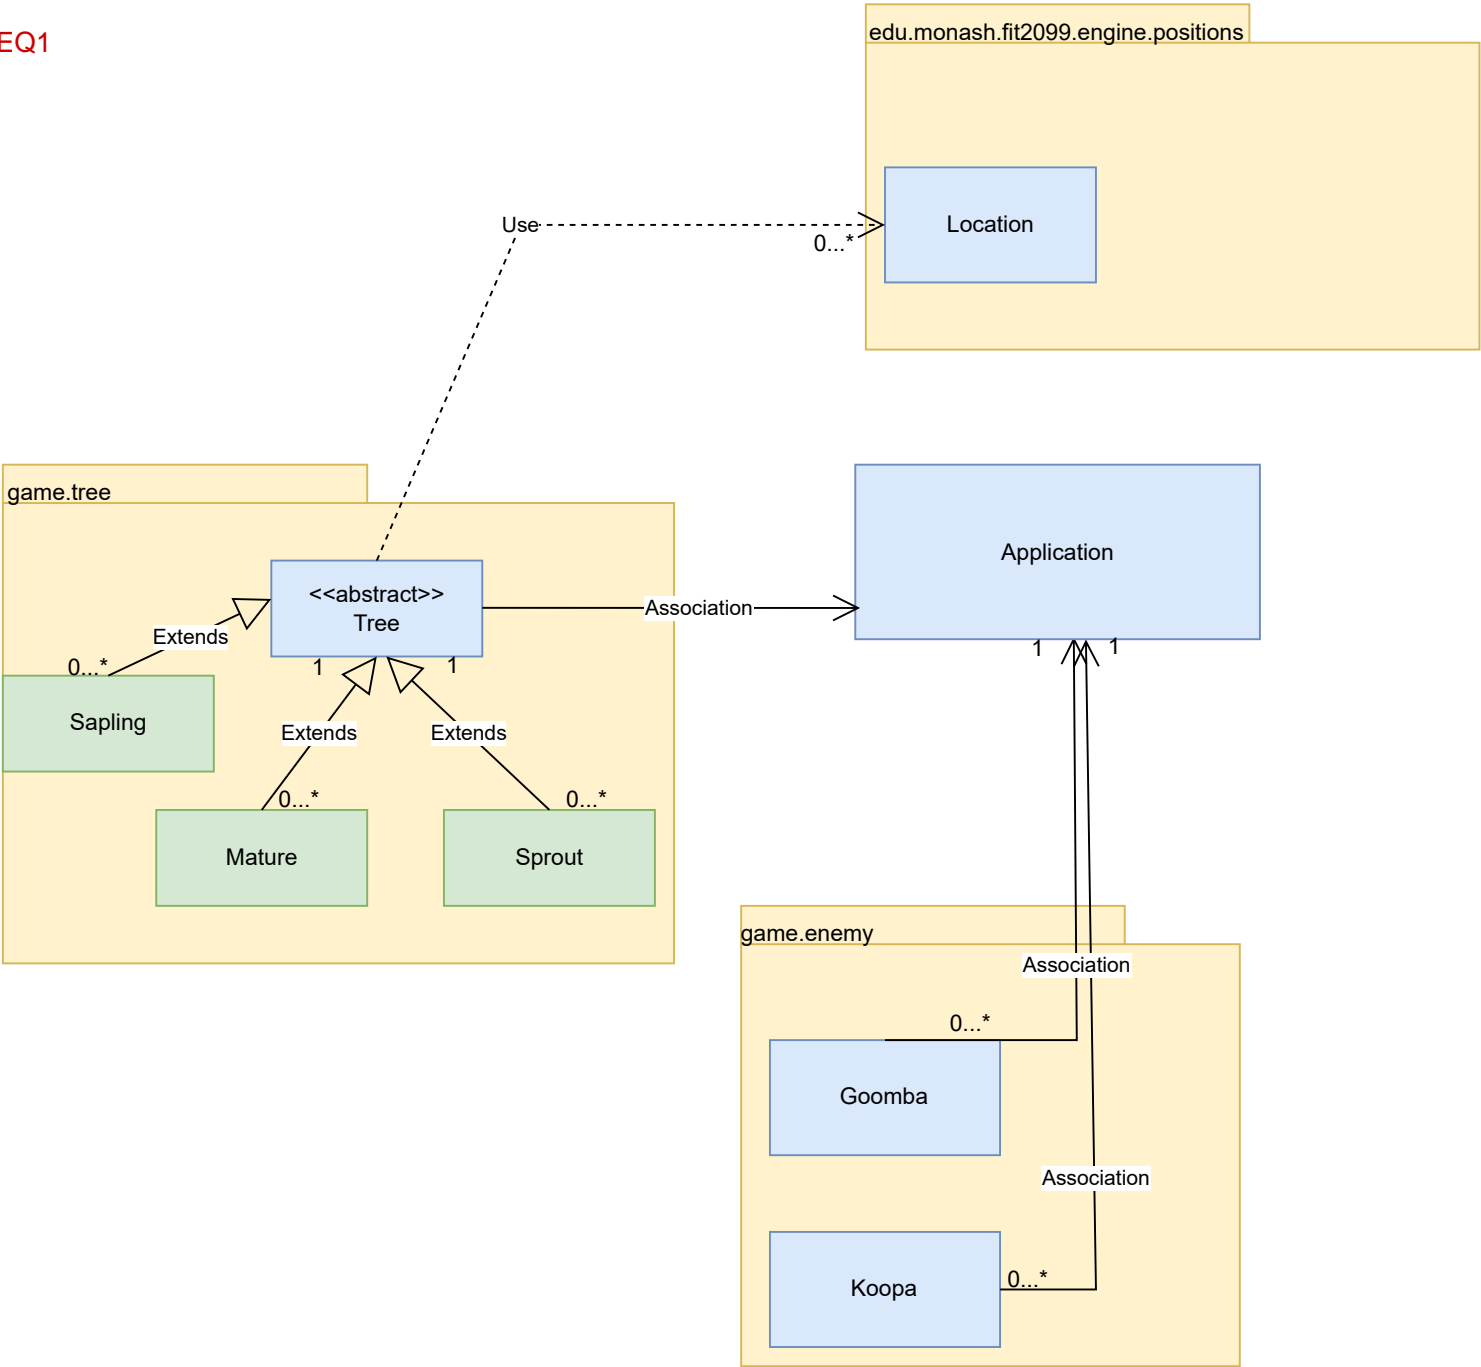 EQ1
edu.monash.fit2099.engine.positions
Location
Use
0...*
game.tree
<<abstract>>
Tree
Application
Association
Extends
0...*
1
1
1
1
Sapling
Extends
Extends
0...*
0...*
Mature
Sprout
game.enemy
Association
0...*
Goomba
Association
0...*
Koopa